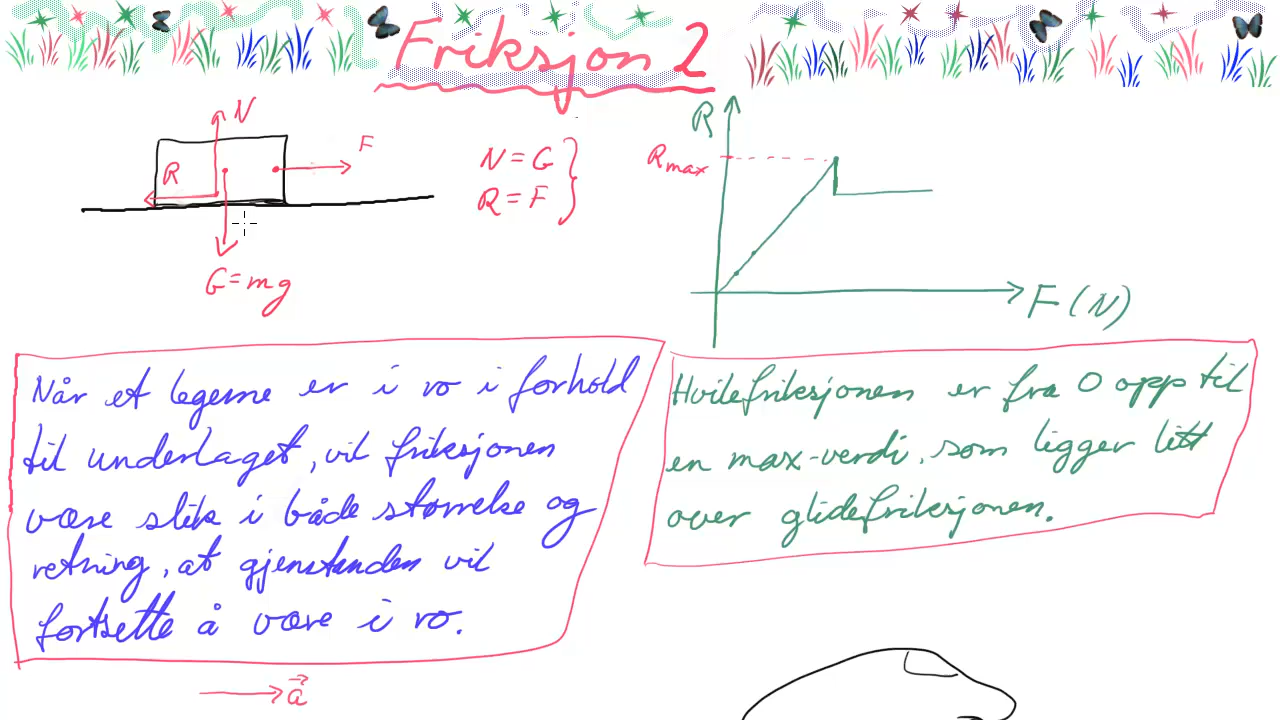 Friksjon 2
N
F
R
G=mg
N=G
R=F
R
Rmax
F(N)
Når et legeme er i ro i forhold
til underlaget, vil friksjonen
være slik i både størrelse og
retning, at gjenstanden vil
fortsette å være i ro.
Hvilefriksjonen er fra 0 opp til
en max-verdi, som ligger litt
over glidefriksjonen.
a